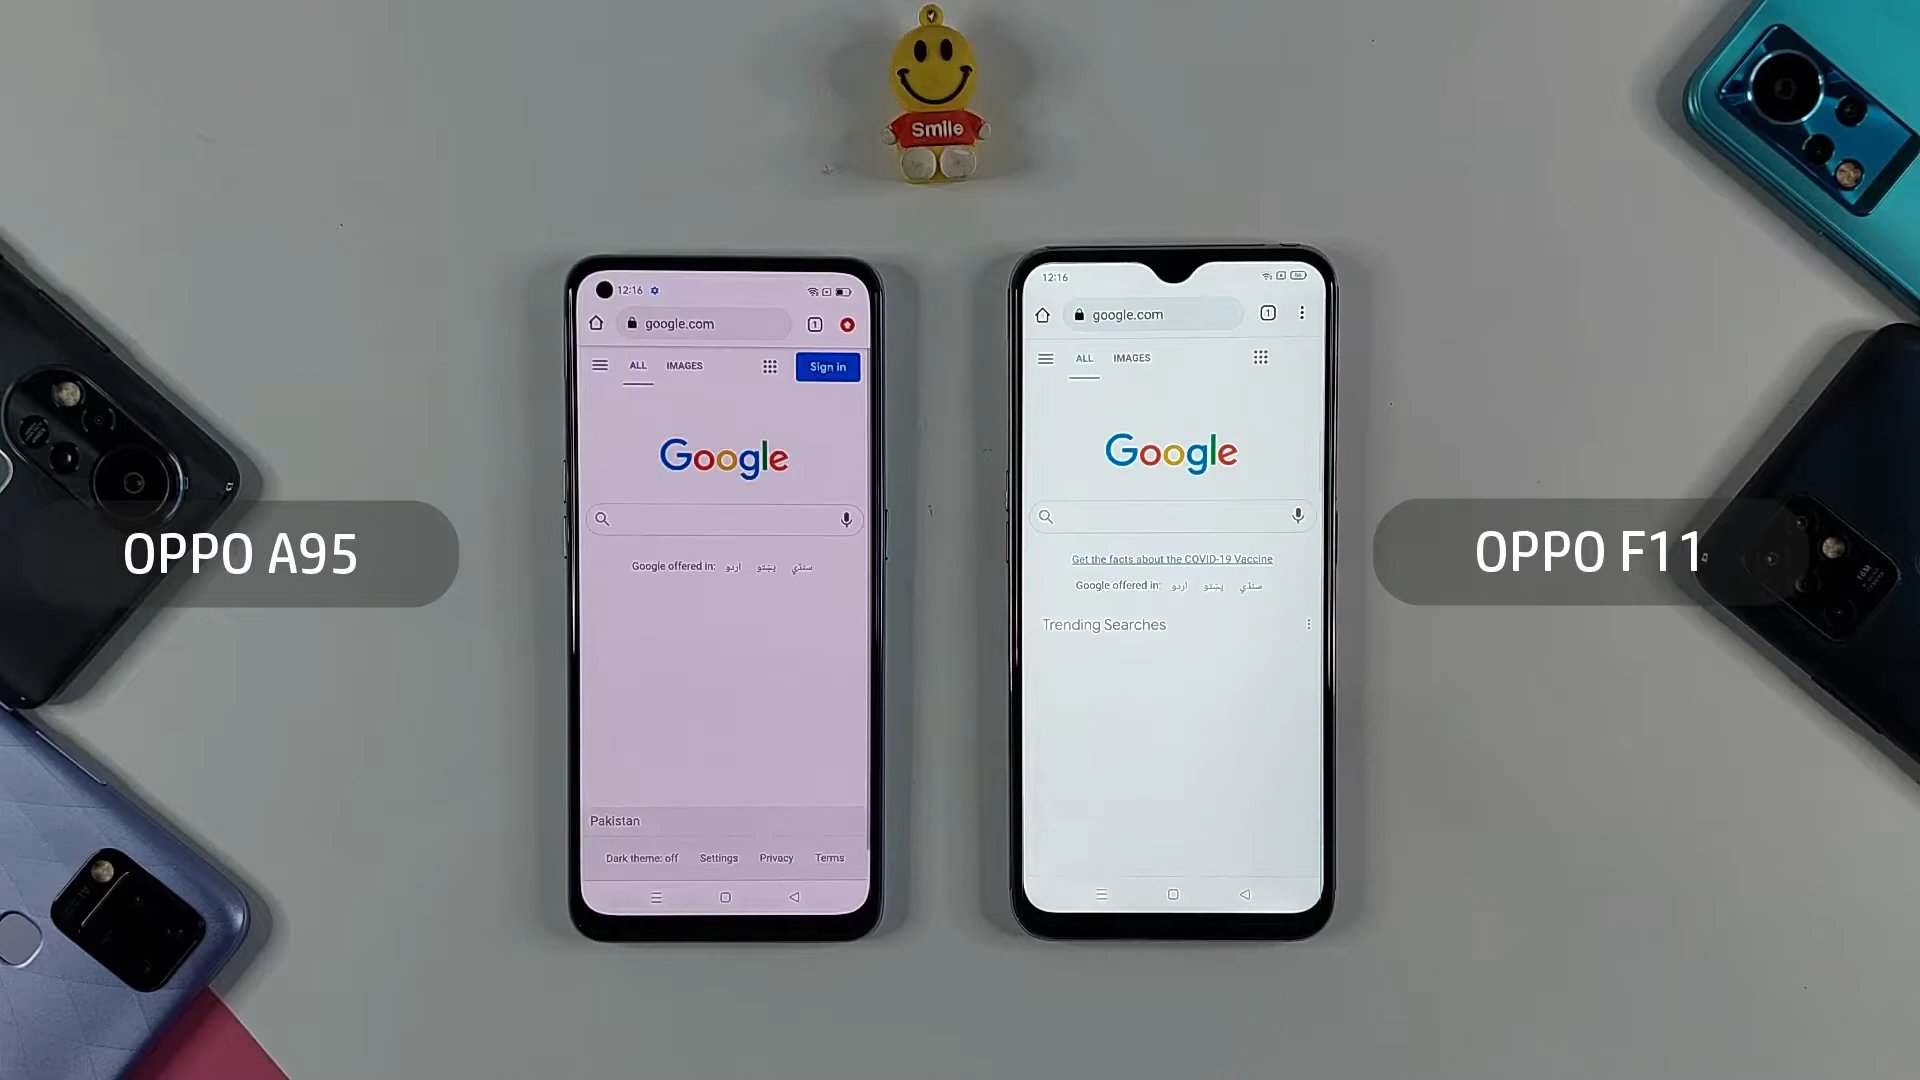 Smile
12:16
google.com
1
ALL IMAGES
Sign in
Google
Google offered in: اردو پښتو سنڌي
Pakistan
Dark theme: off Settings Privacy Terms
12:16
google.com
1
ALL IMAGES
Google
Get the facts about the COVID-19 Vaccine
Google offered in: اردو پښتو سنڌي
Trending Searches
OPPO A95
OPPO F11